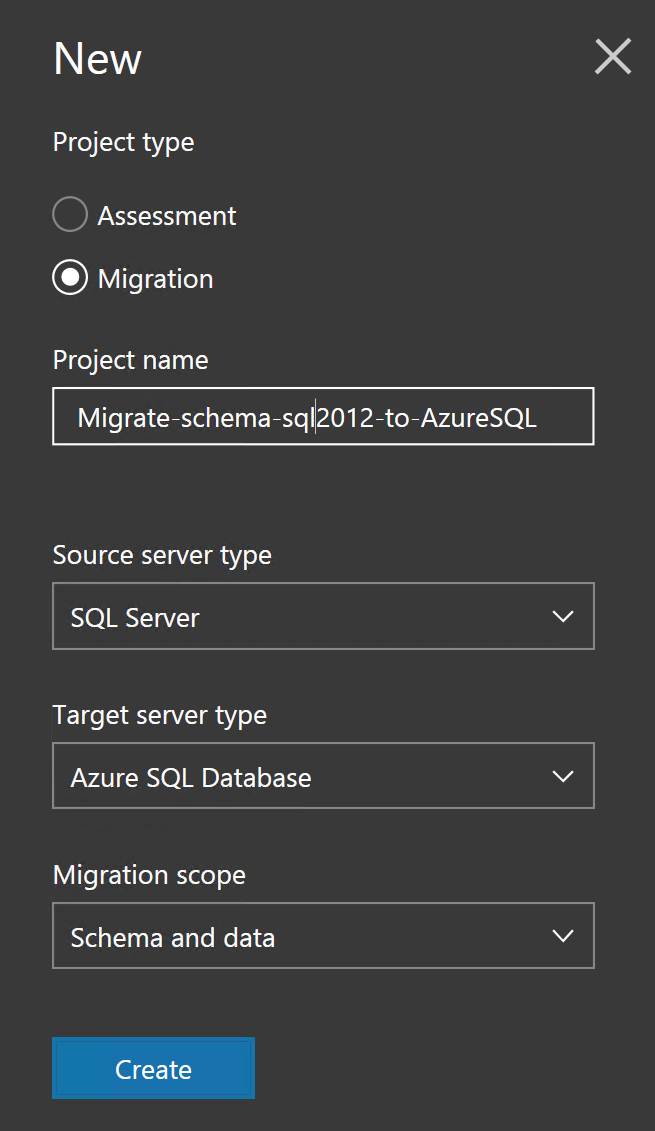 New
Project type
Assessment
Migration
Project name
Migrate-schema-sql2012-to-AzureSQL
Source server type
SQL Server
Target server type
Azure SQL Database
Migration scope
Schema and data
Create